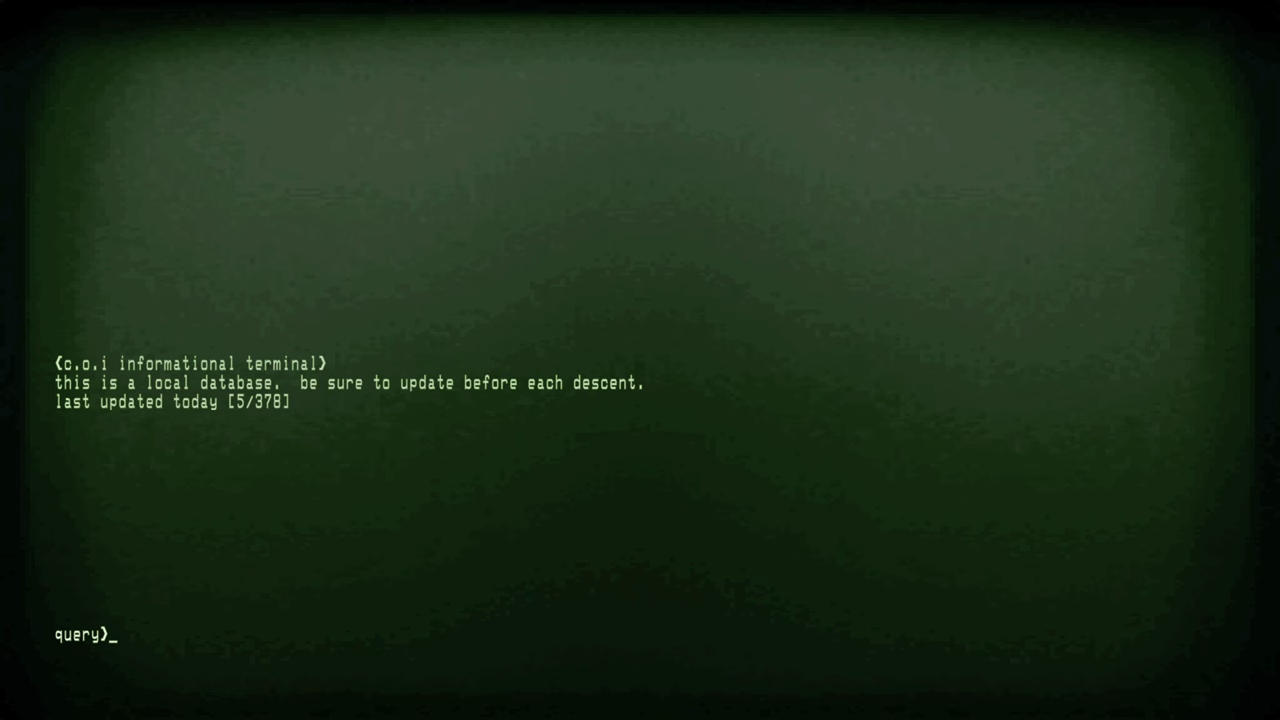 {c.o.i informational terminal}
this is a local database.  be sure to update before each descent.
last updated today [5/378]
query}_